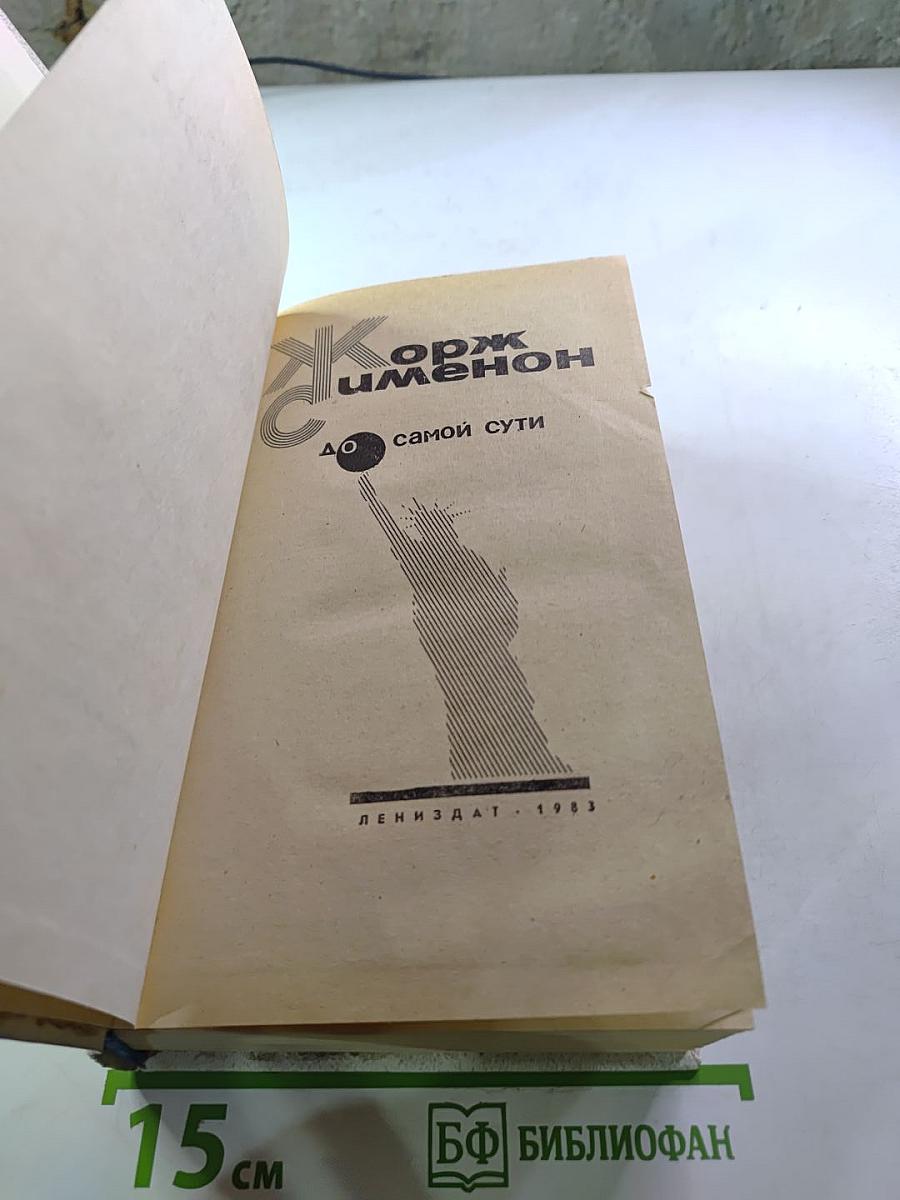 Жорж
Сименон
до самой сути
ЛЕНИЗДАТ · 1983
15 см
БФ БИБЛИОФАН